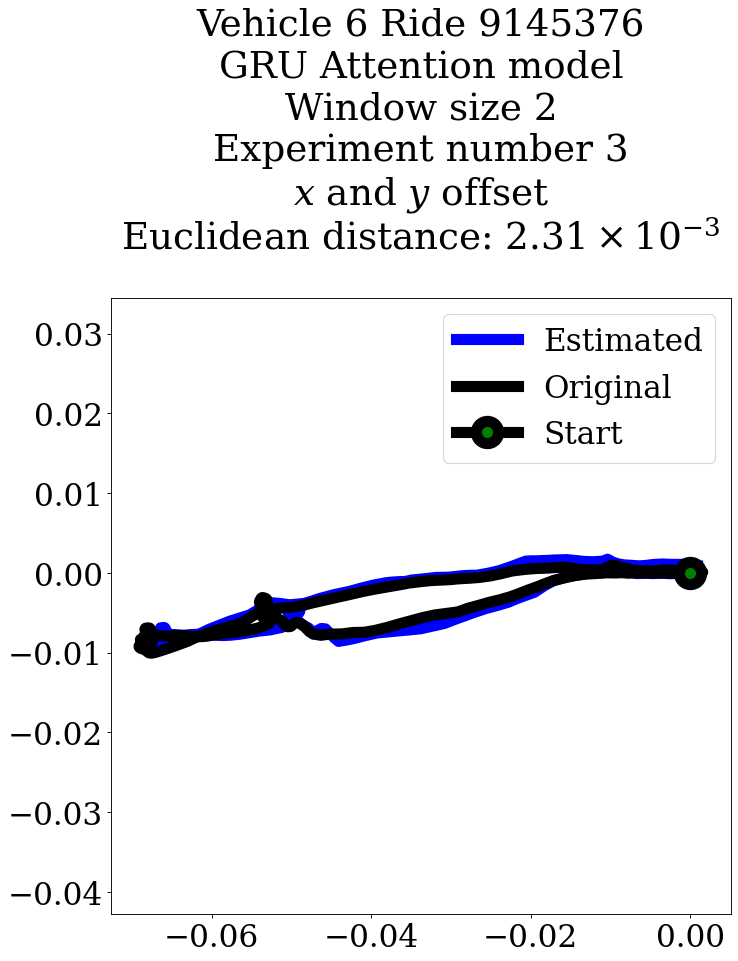 Vehicle 6 Ride 9145376
GRU Attention model
Window size 2
Experiment number 3
x and y offset
Euclidean distance: 2.31 × 10⁻³
Estimated
Original
Start
0.03
0.02
0.01
0.00
−0.01
−0.02
−0.03
−0.04
−0.06 −0.04 −0.02 0.00